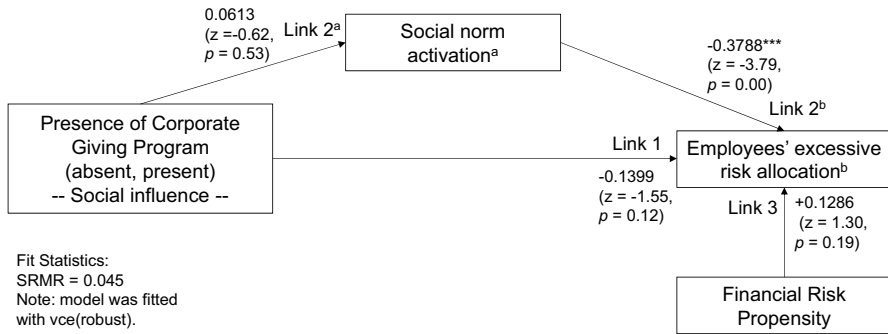 0.0613
(z =-0.62,
p = 0.53)
Link 2ᵃ
Social norm
activationᵃ
-0.3788***
(z = -3.79,
p = 0.00)
Link 2ᵇ
Presence of Corporate
Giving Program
(absent, present)
-- Social influence --
Link 1
-0.1399
(z = -1.55,
p = 0.12)
Employees' excessive
risk allocationᵇ
Link 3
+0.1286
(z = 1.30,
p = 0.19)
Financial Risk
Propensity
Fit Statistics:
SRMR = 0.045
Note: model was fitted
with vce(robust).